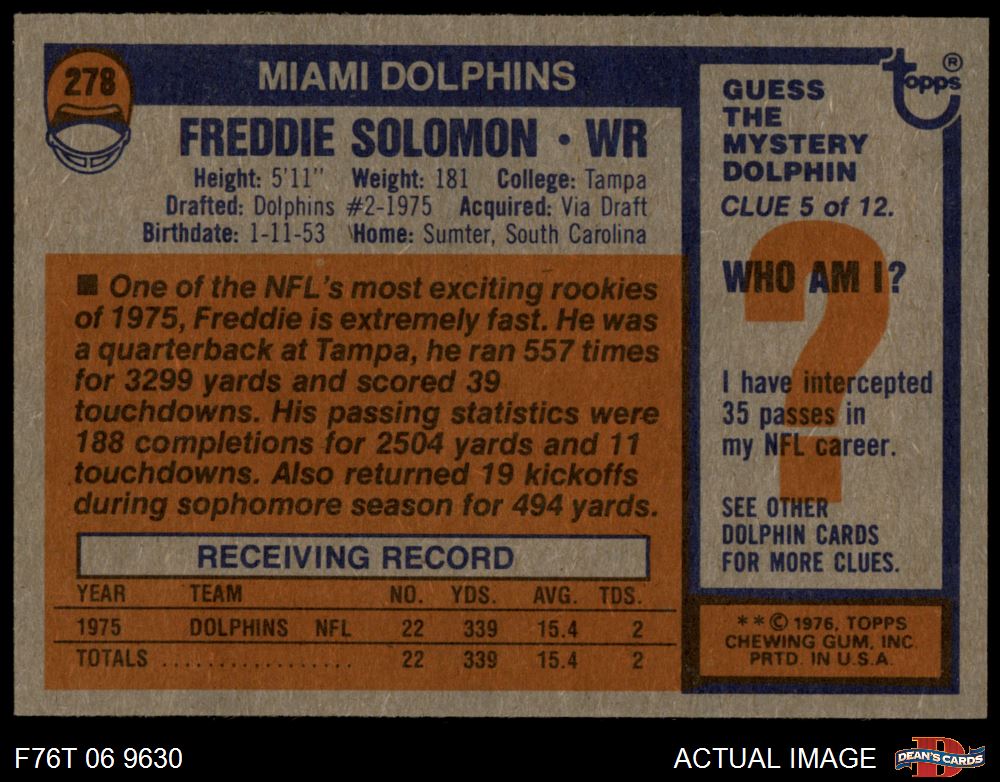 278
MIAMI DOLPHINS
FREDDIE SOLOMON • WR
Height: 5'11" Weight: 181 College: Tampa
Drafted: Dolphins #2-1975 Acquired: Via Draft
Birthdate: 1-11-53 Home: Sumter, South Carolina
■ One of the NFL's most exciting rookies
of 1975, Freddie is extremely fast. He was
a quarterback at Tampa, he ran 557 times
for 3299 yards and scored 39
touchdowns. His passing statistics were
188 completions for 2504 yards and 11
touchdowns. Also returned 19 kickoffs
during sophomore season for 494 yards.
RECEIVING RECORD
YEAR TEAM NO. YDS. AVG. TDS.
1975 DOLPHINS NFL 22 339 15.4 2
TOTALS .................. 22 339 15.4 2
topps ®
GUESS
THE
MYSTERY
DOLPHIN
CLUE 5 of 12.
?
WHO AM I?
I have intercepted
35 passes in
my NFL career.
SEE OTHER
DOLPHIN CARDS
FOR MORE CLUES.
**© 1976, TOPPS
CHEWING GUM, INC.
PRTD. IN U.S.A.
F76T 06 9630
ACTUAL IMAGE
D
DEAN'S CARDS